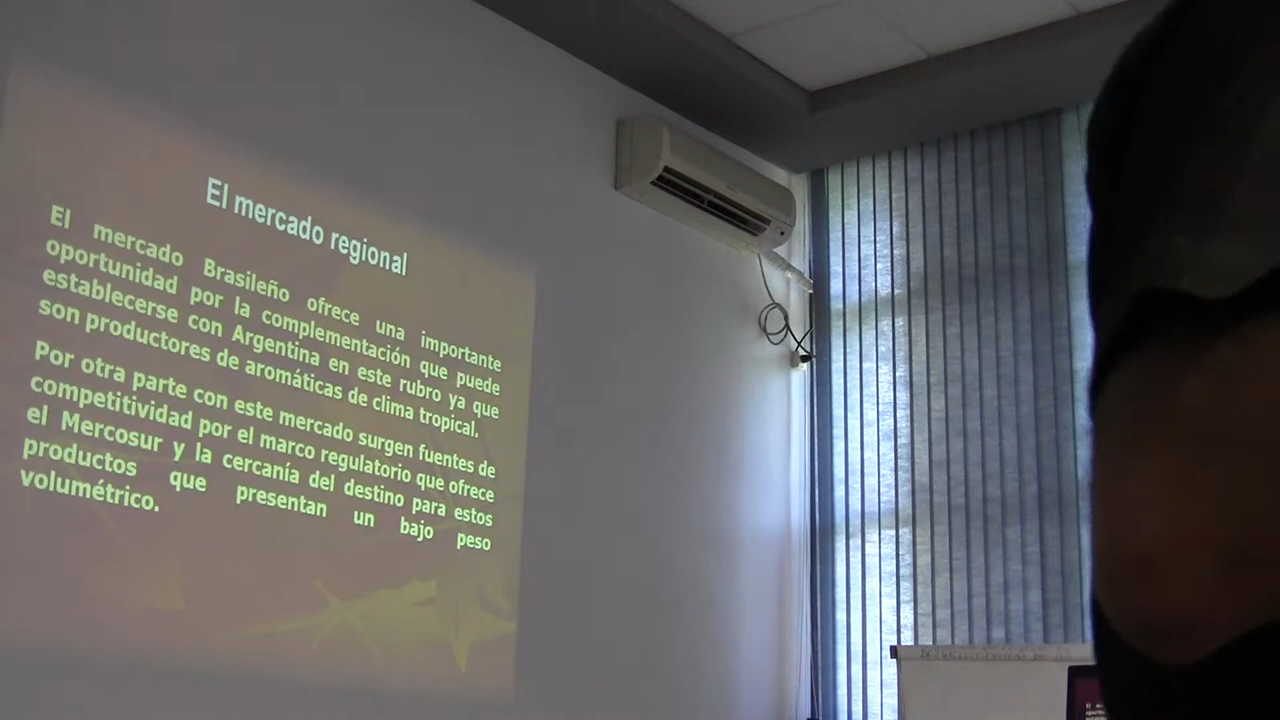 El mercado regional
El mercado Brasileño ofrece una importante
oportunidad por la complementación que puede
establecerse con Argentina en este rubro ya que
son productores de aromáticas de clima tropical.
Por otra parte con este mercado surgen fuentes de
competitividad por el marco regulatorio que ofrece
el Mercosur y la cercanía del destino para estos
productos que presentan un bajo peso
volumétrico.